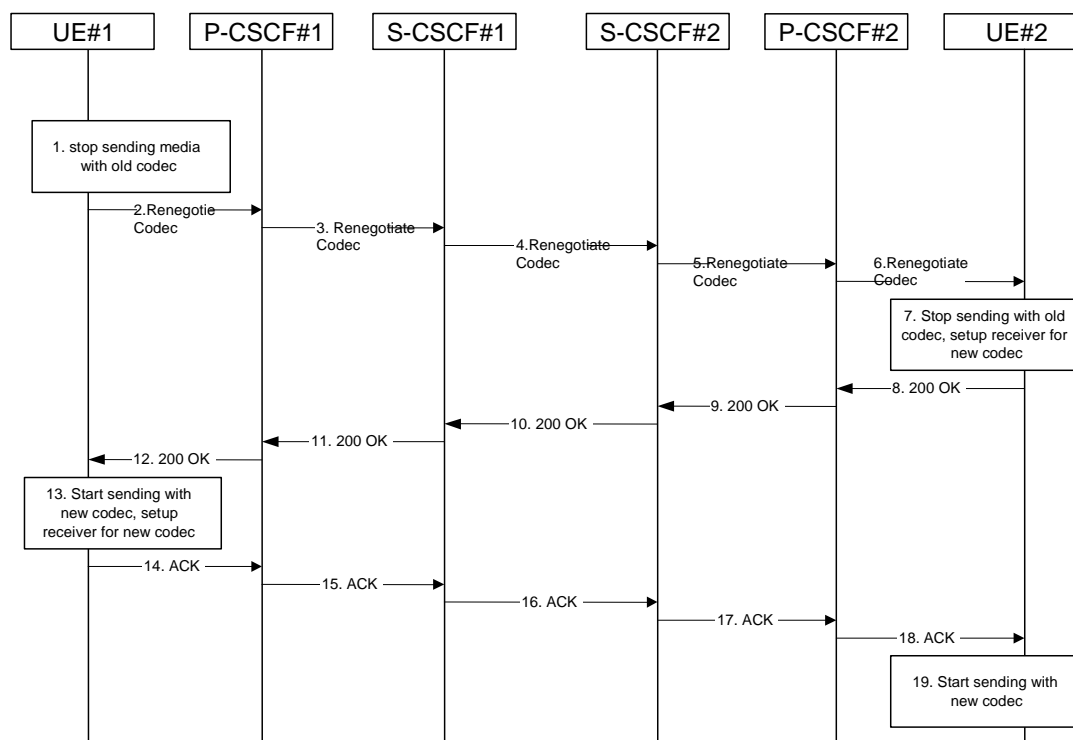 UE#1
P-CSCF#1
S-CSCF#1
S-CSCF#2
P-CSCF#2
UE#2
1. stop sending media
with old codec
2.Renegotie
Codec
3. Renegotiate
Codec
4.Renegotiate
Codec
5.Renegotiate
Codec
6.Renegotiate
Codec
7. Stop sending with old
codec, setup receiver for
new codec
8. 200 OK
9. 200 OK
10. 200 OK
11. 200 OK
12. 200 OK
13. Start sending with
new codec, setup
receiver for new codec
14. ACK
15. ACK
16. ACK
17. ACK
18. ACK
19. Start sending with
new codec